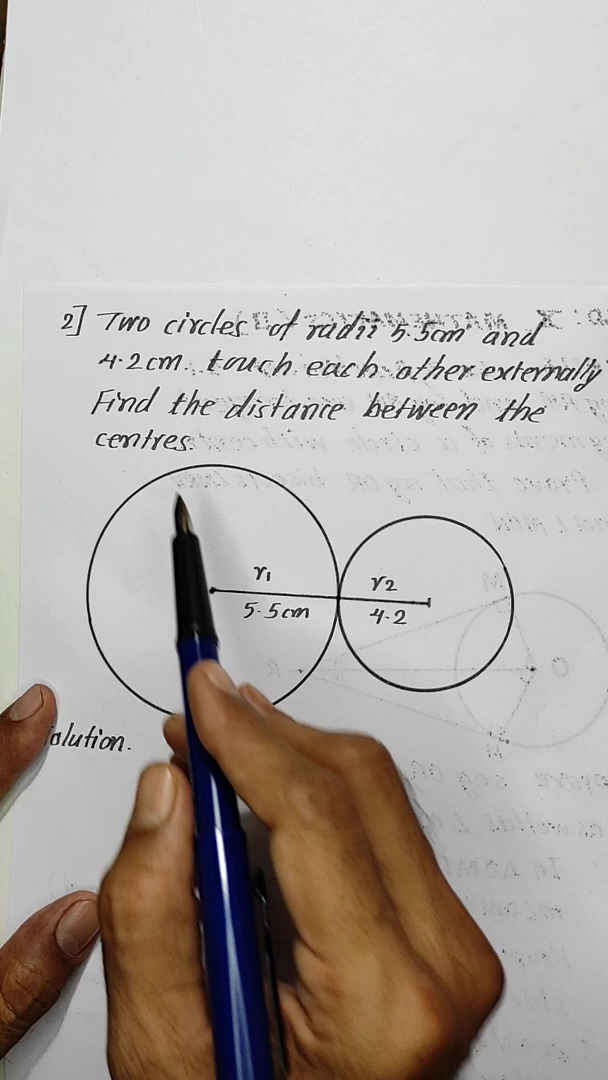 2] Two circles of radii 5.5cm and
4.2cm. touch each other externally
Find the distance between the
centres.
r1
r2
5.5cm
4.2
olution.